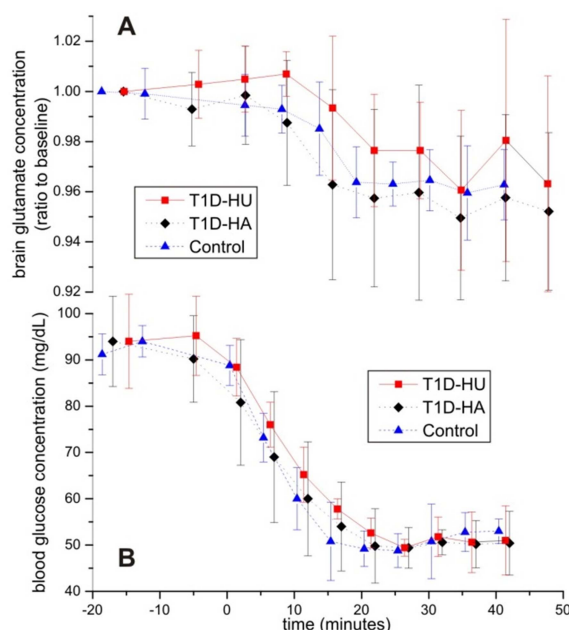 A
1.02
1.00
0.98
0.96
0.94
0.92
brain glutamate concentration
(ratio to baseline)
T1D-HU
T1D-HA
Control
100
90
80
70
60
50
40
blood glucose concentration (mg/dL)
T1D-HU
T1D-HA
Control
B
-20 -10 0 10 20 30 40 50
time (minutes)